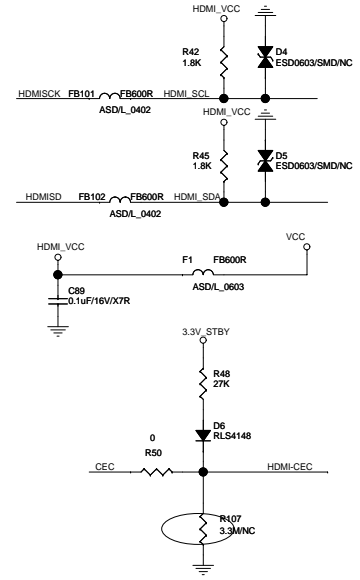 HDMI_VCC
R42
1.8K
D4
ESD0603/SMD/NC
HDMISCK FB101 FB600R HDMI_SCL
ASD/L_0402
HDMI_VCC
R45
1.8K
D5
ESD0603/SMD/NC
HDMISD FB102 FB600R HDMI_SDA
ASD/L_0402
HDMI_VCC
VCC
F1 FB600R
ASD/L_0603
C89
0.1uF/16V/X7R
3.3V_STBY
R48
27K
D6
RLS4148
0
R50
CEC HDMI-CEC
R107
3.3M/NC